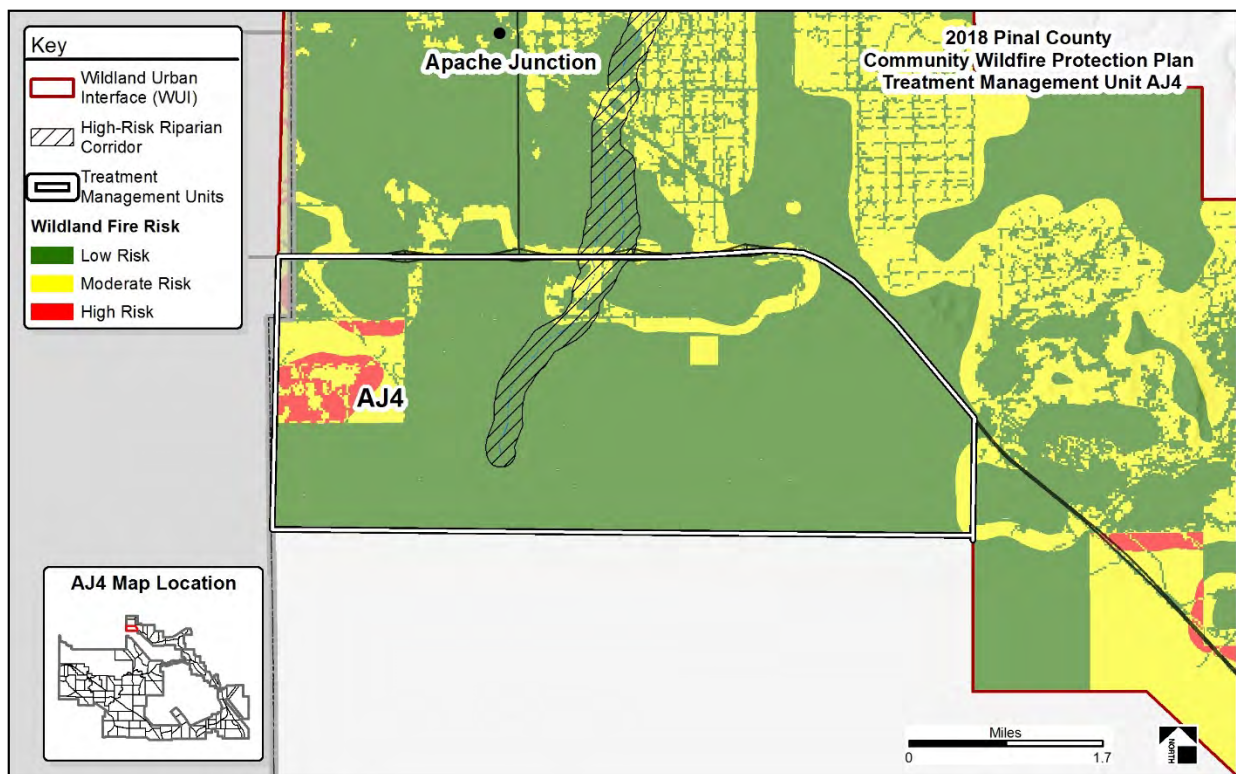 Key
Wildland Urban
Interface (WUI)
High-Risk Riparian
Corridor
Treatment
Management Units
Wildland Fire Risk
Low Risk
Moderate Risk
High Risk
Apache Junction
2018 Pinal County
Community Wildfire Protection Plan
Treatment Management Unit AJ4
AJ4
AJ4 Map Location
Miles
0
1.7
NORTH